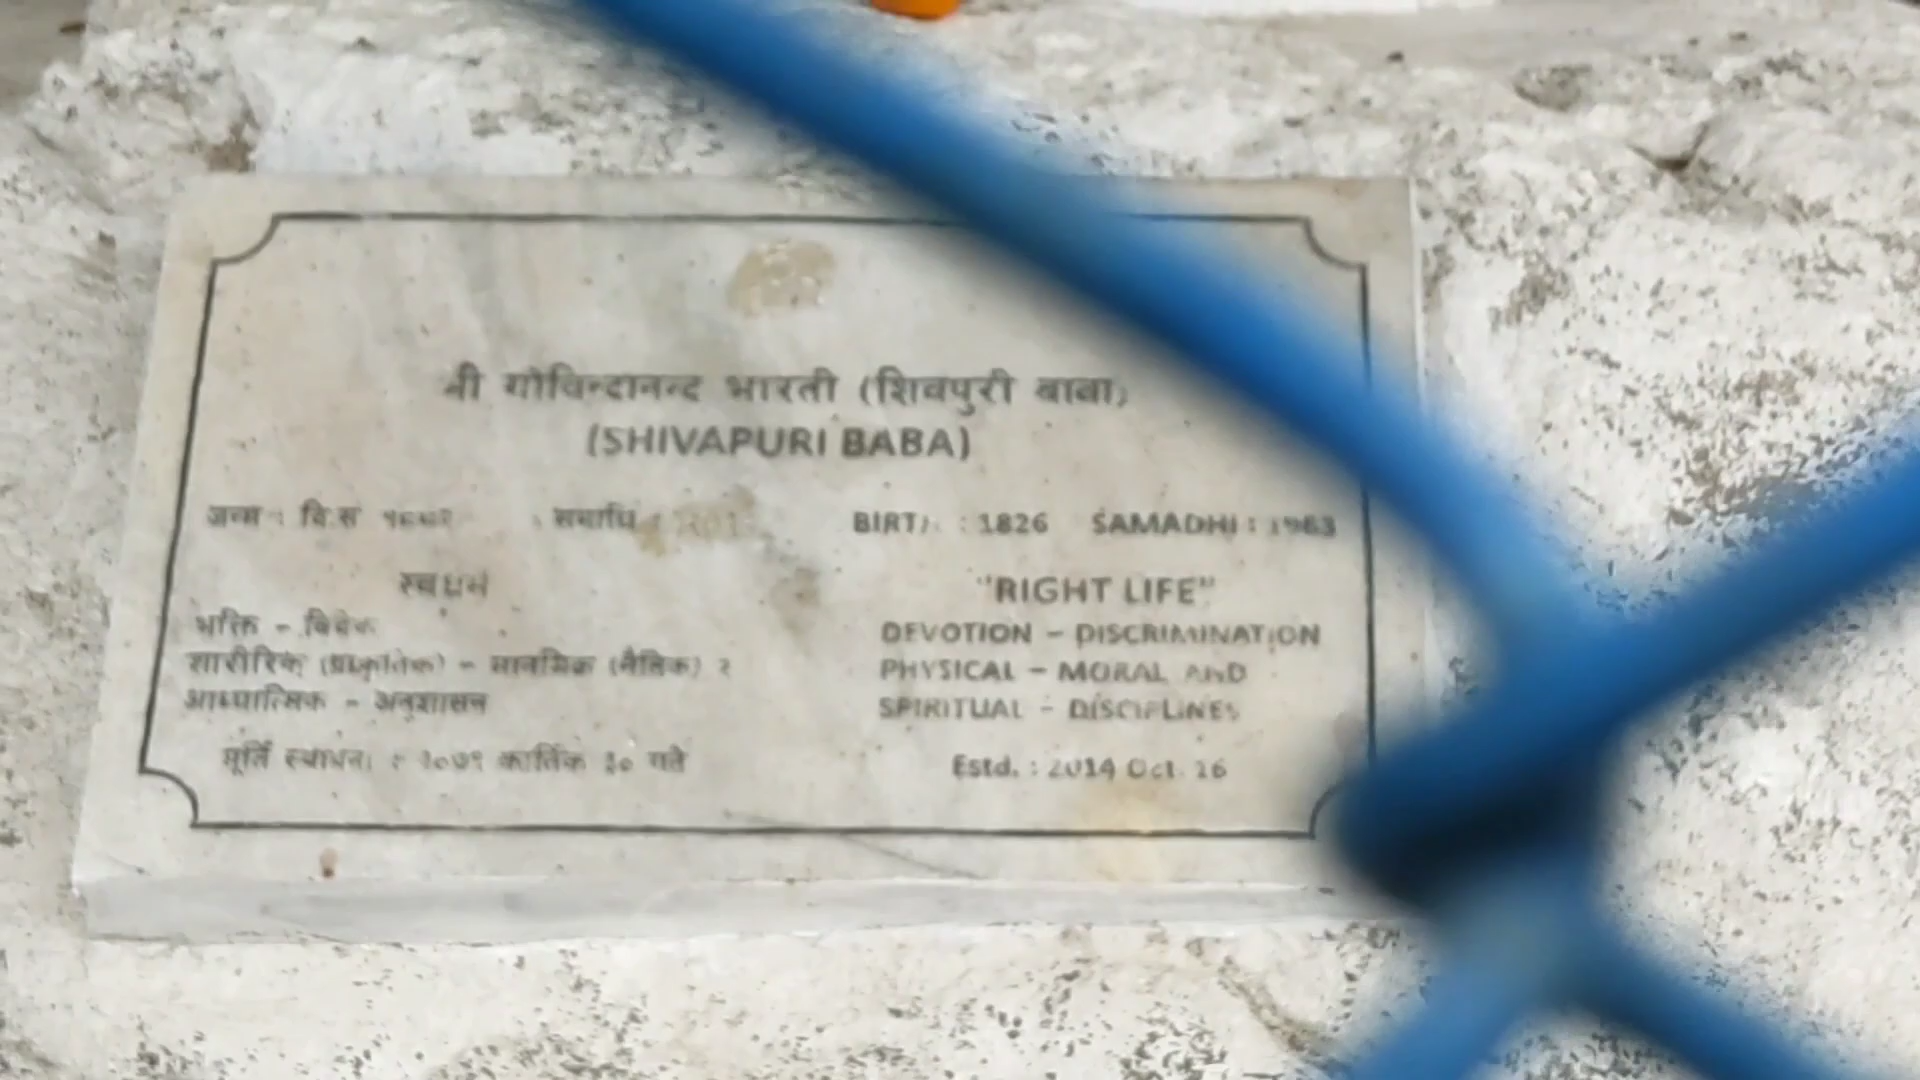 श्री गोविन्दानन्द भारती (शिवपुरी बाबा)
(SHIVAPURI BABA)
जन्म : वि.स समाधि : BIRTH : 1826 SAMADHI : 1963
स्वधर्म
भक्ति - विवेक
शारीरिक (प्राकृतिक) - मानसिक (नैतिक) र
आध्यात्मिक - अनुशासन
मूर्ति स्थापना : २०७१ कार्तिक ३० गते
"RIGHT LIFE"
DEVOTION - DISCRIMINATION
PHYSICAL - MORAL AND
SPIRITUAL - DISCIPLINES
Estd. : 2014 Oct. 16